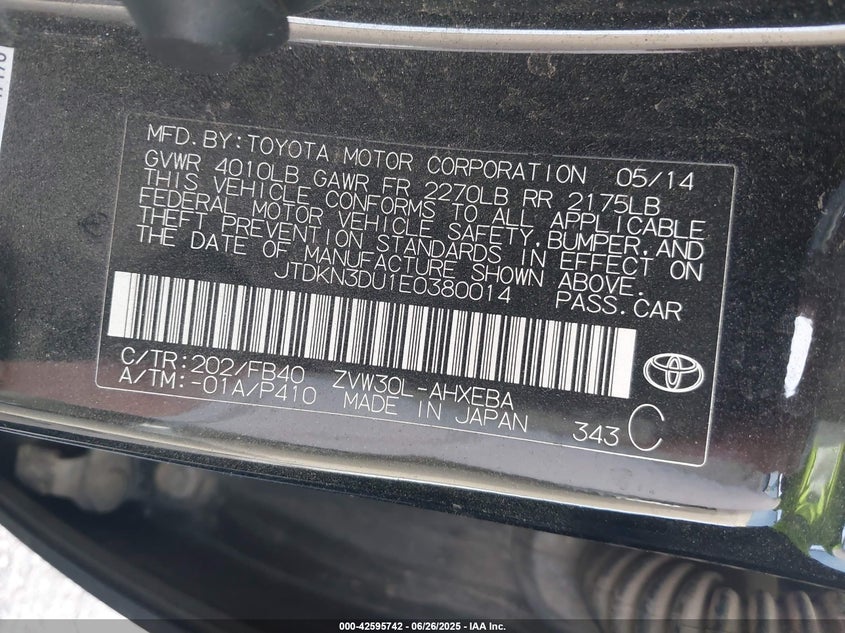 MFD.BY:TOYOTA MOTOR CORPORATION 05/14
GVWR 4010LB GAWR FR 2270LB RR 2175LB
THIS VEHICLE CONFORMS TO ALL APPLICABLE
FEDERAL MOTOR VEHICLE SAFETY,BUMPER,AND
THEFT PREVENTION STANDARDS IN EFFECT ON
THE DATE OF MANUFACTURE SHOWN ABOVE.
JTDKN3DU1E0380014 PASS.CAR
C/TR:202/FB40 ZVW30L-AHXEBA
A/TM:-01A/P410 MADE IN JAPAN 343 C
000-42595742 / 06/26/2025 - IAA Inc.